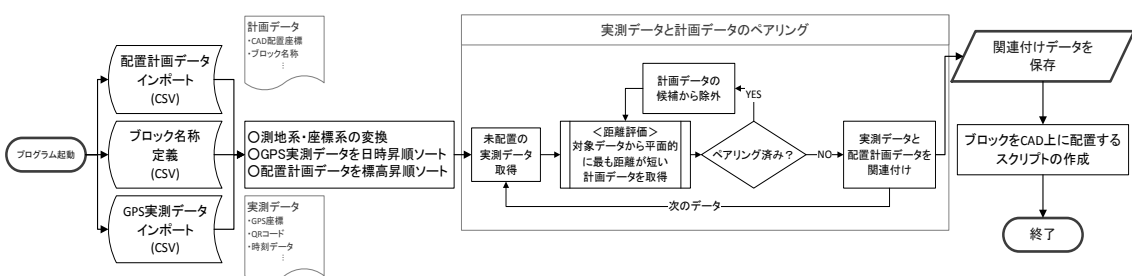 プログラム起動
配置計画データ
インポート
(CSV)
ブロック名称
定義
(CSV)
GPS実測データ
インポート
(CSV)
計画データ
・CAD配置座標
・ブロック名称
⋮
〇測地系・座標系の変換
〇GPS実測データを日時昇順ソート
〇配置計画データを標高昇順ソート
実測データ
・GPS座標
・QRコード
・時刻データ
⋮
実測データと計画データのペアリング
未配置の
実測データ
取得
計画データの
候補から除外
YES
＜距離評価＞
対象データから平面的
に最も距離が短い
計画データを取得
ペアリング済み？
NO
実測データと
配置計画データを
関連付け
次のデータ
関連付けデータを
保存
ブロックをCAD上に配置する
スクリプトの作成
終了